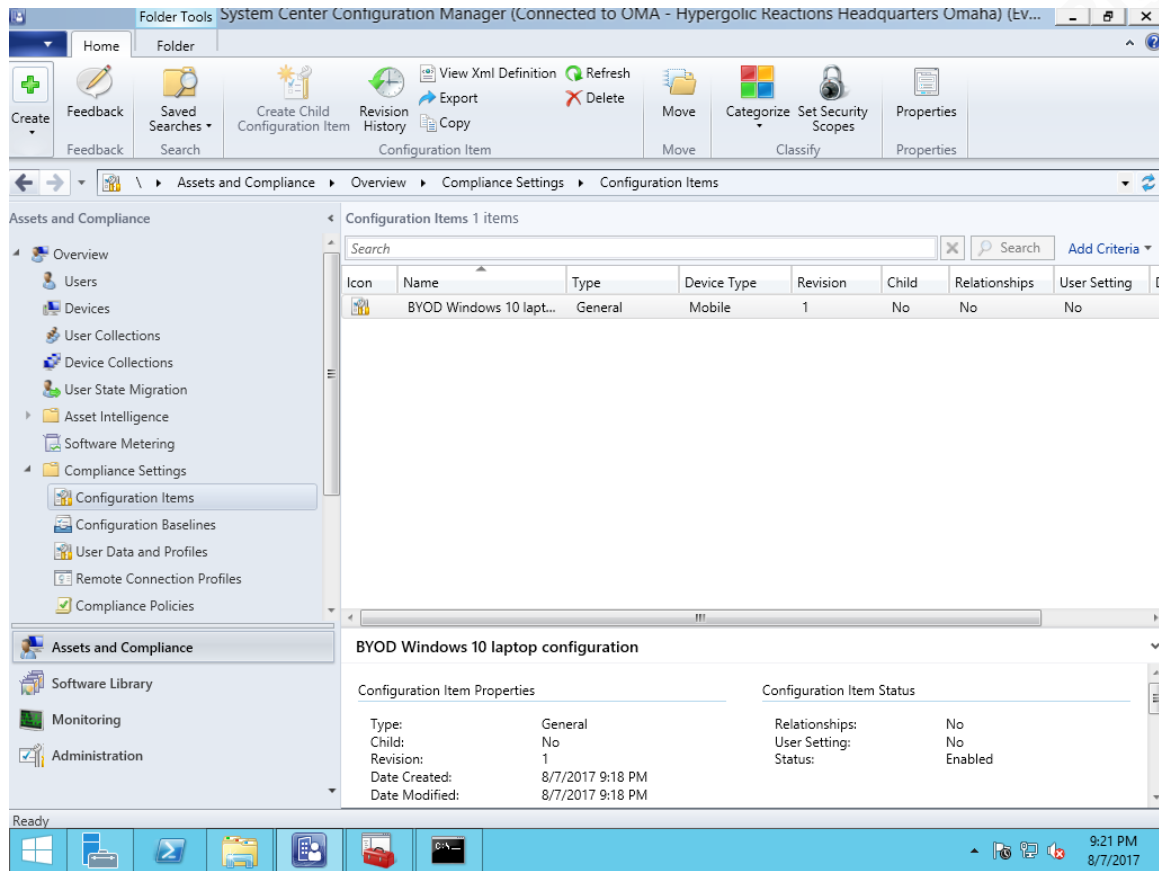 Folder Tools System Center Configuration Manager (Connected to OMA - Hypergolic Reactions Headquarters Omaha) (Ev...
Home Folder
Create
Feedback
Saved Searches
Create Child Configuration Item
Revision History
View Xml Definition
Export
Copy
Refresh
Delete
Move
Categorize
Set Security Scopes
Properties
Feedback Search Configuration Item Move Classify Properties
\ Assets and Compliance Overview Compliance Settings Configuration Items
Assets and Compliance
Overview
Users
Devices
User Collections
Device Collections
User State Migration
Asset Intelligence
Software Metering
Compliance Settings
Configuration Items
Configuration Baselines
User Data and Profiles
Remote Connection Profiles
Compliance Policies
Assets and Compliance
Software Library
Monitoring
Administration
Configuration Items 1 items
Search Search Add Criteria
Icon Name Type Device Type Revision Child Relationships User Setting
BYOD Windows 10 lapt... General Mobile 1 No No No
BYOD Windows 10 laptop configuration
Configuration Item Properties
Type: General
Child: No
Revision: 1
Date Created: 8/7/2017 9:18 PM
Date Modified: 8/7/2017 9:18 PM
Configuration Item Status
Relationships: No
User Setting: No
Status: Enabled
Ready
9:21 PM
8/7/2017